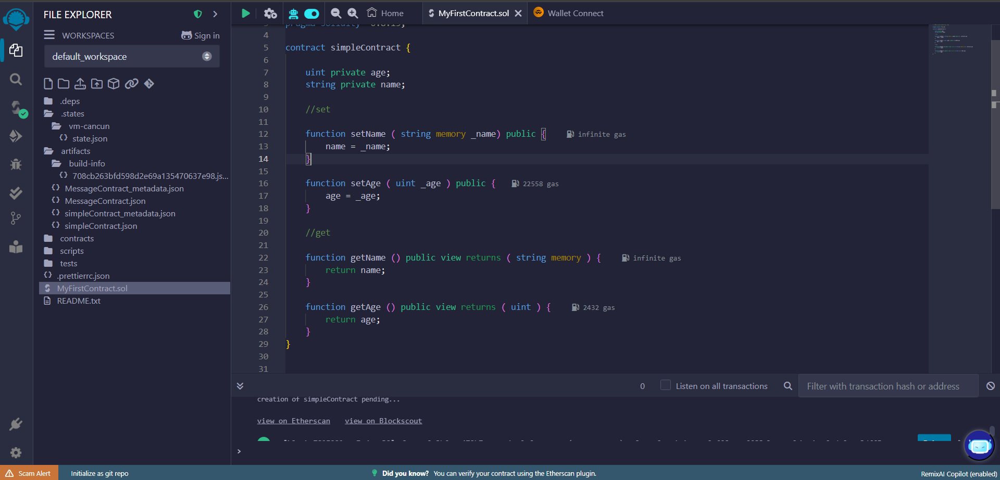 FILE EXPLORER
WORKSPACES
Sign in
default_workspace
.deps
.states
vm-cancun
state.json
artifacts
build-info
708cb263bfd598d2e69a135470637e98.js...
MessageContract_metadata.json
MessageContract.json
simpleContract_metadata.json
simpleContract.json
contracts
scripts
tests
.prettierrc.json
MyFirstContract.sol
README.txt
Home
MyFirstContract.sol
Wallet Connect
4
5 contract simpleContract {
6
7 uint private age;
8 string private name;
9
10 //set
11
12 function setName ( string memory _name) public { infinite gas
13 name = _name;
14 }
15
16 function setAge ( uint _age ) public { 22558 gas
17 age = _age;
18 }
19
20 //get
21
22 function getName () public view returns ( string memory ) { infinite gas
23 return name;
24 }
25
26 function getAge () public view returns ( uint ) { 2432 gas
27 return age;
28 }
29 }
30
31
0
Listen on all transactions
Filter with transaction hash or address
creation of simpleContract pending...
view on Etherscan view on Blockscout
>
Scam Alert
Initialize as git repo
Did you know? You can verify your contract using the Etherscan plugin.
RemixAI Copilot (enabled)